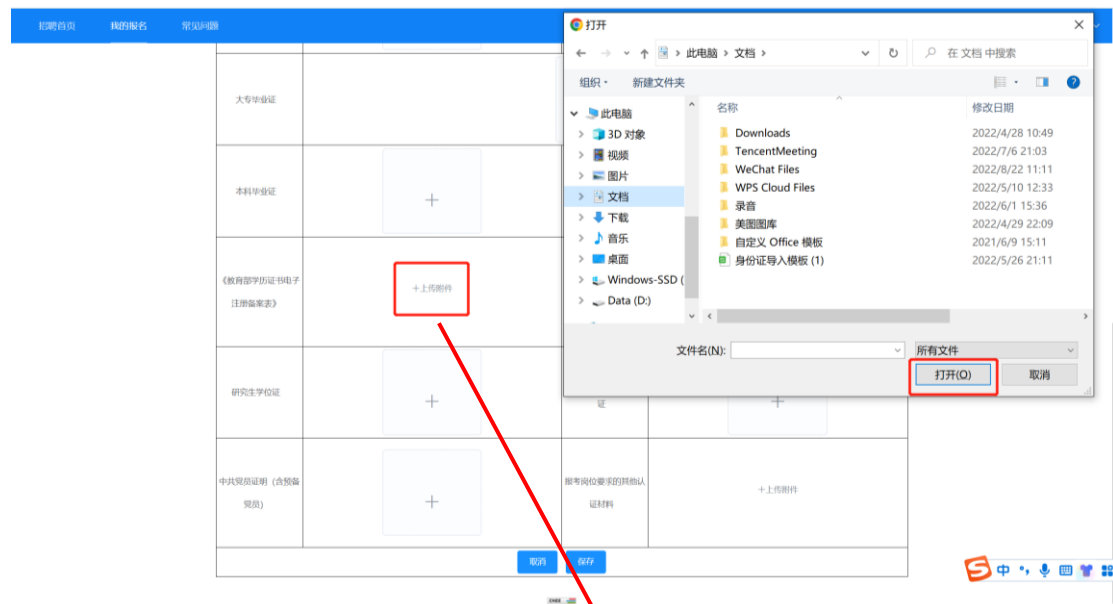 招聘首页
我的报名
常见问题
打开
此电脑 > 文档 >
在 文档 中搜索
组织
新建文件夹
此电脑
3D 对象
视频
图片
文档
下载
音乐
桌面
Windows-SSD (
Data (D:)
名称
修改日期
Downloads 2022/4/28 10:49
TencentMeeting 2022/7/6 21:03
WeChat Files 2022/8/22 11:11
WPS Cloud Files 2022/5/10 12:33
录音 2022/6/1 15:36
美图图库 2022/4/29 22:09
自定义 Office 模板 2021/6/9 15:11
身份证导入模板 (1) 2022/5/26 21:11
文件名(N):
所有文件
打开(O)
取消
大专毕业证
本科毕业证
《教育部学历证书电子
注册备案表》
+上传附件
研究生学位证
证
中共党员证明（含预备
党员）
报考岗位要求的其他认
证材料
+上传附件
取消
保存
中